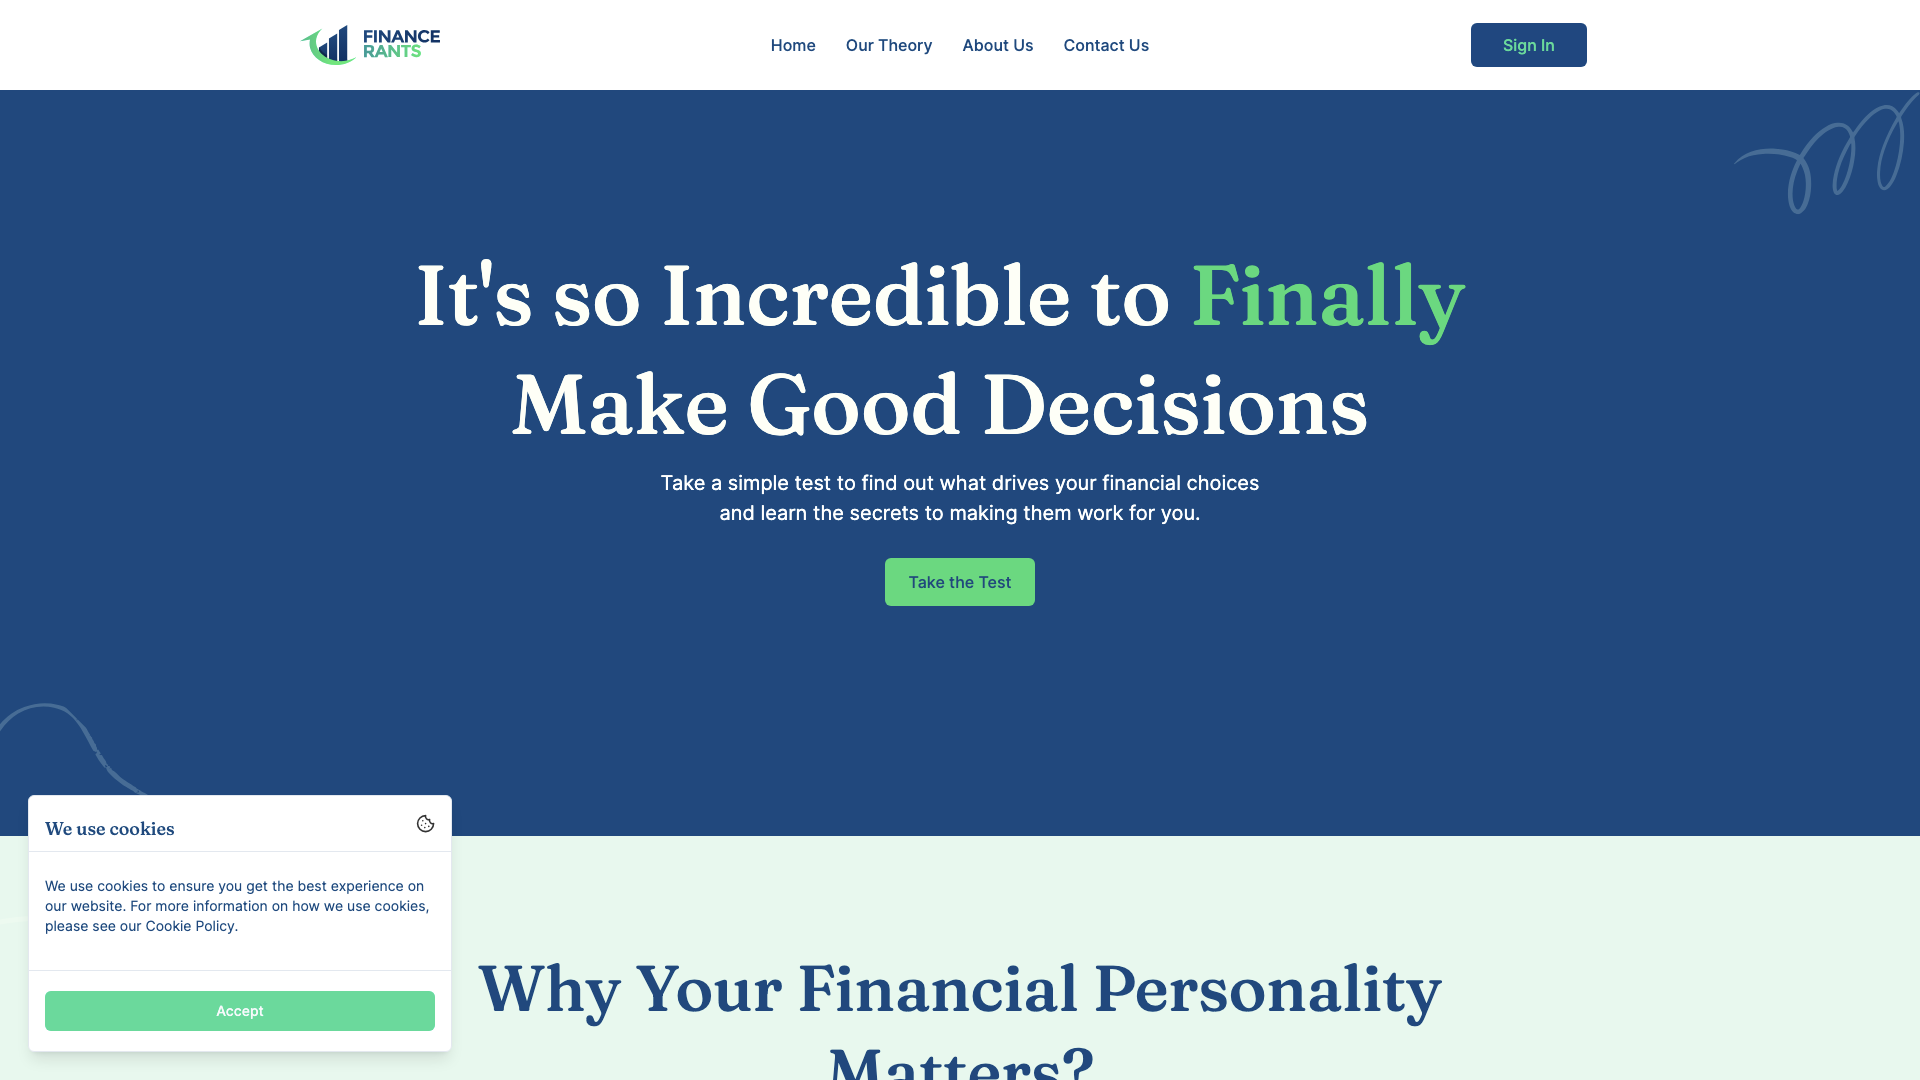 FINANCE
RANTS
Home
Our Theory
About Us
Contact Us
Sign In
It's so Incredible to Finally
Make Good Decisions
Take a simple test to find out what drives your financial choices
and learn the secrets to making them work for you.
Take the Test
We use cookies
We use cookies to ensure you get the best experience on
our website. For more information on how we use cookies,
please see our Cookie Policy.
Accept
Why Your Financial Personality
Matters?